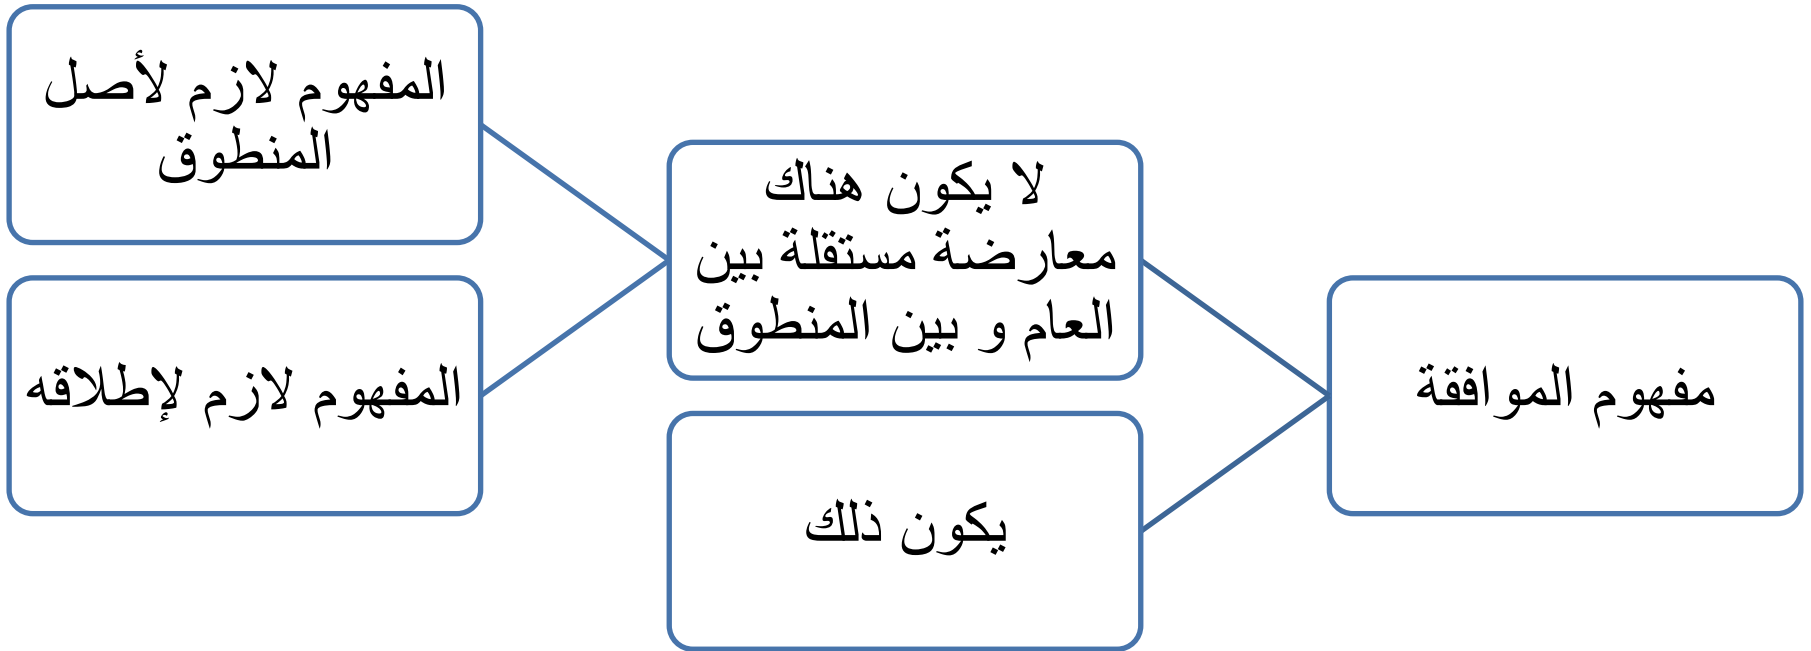 مفهوم الموافقة
لا يكون هناك
معارضة مستقلة بين
العام و بين المنطوق
المفهوم لازم لأصل
المنطوق
المفهوم لازم لإطلاقه
يكون ذلك